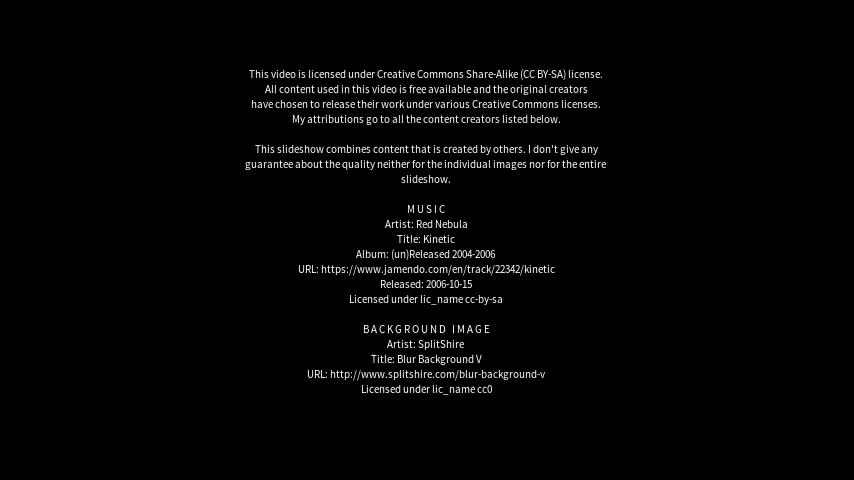 This video is licensed under Creative Commons Share-Alike (CC BY-SA) license.
All content used in this video is free available and the original creators
have chosen to release their work under various Creative Commons licenses.
My attributions go to all the content creators listed below.
This slideshow combines content that is created by others. I don't give any
guarantee about the quality neither for the individual images nor for the entire
slideshow.
MUSIC
Artist: Red Nebula
Title: Kinetic
Album: (un)Released 2004-2006
URL: https://www.jamendo.com/en/track/22342/kinetic
Released: 2006-10-15
Licensed under lic_name cc-by-sa
BACKGROUND IMAGE
Artist: SplitShire
Title: Blur Background V
URL: http://www.splitshire.com/blur-background-v
Licensed under lic_name cc0